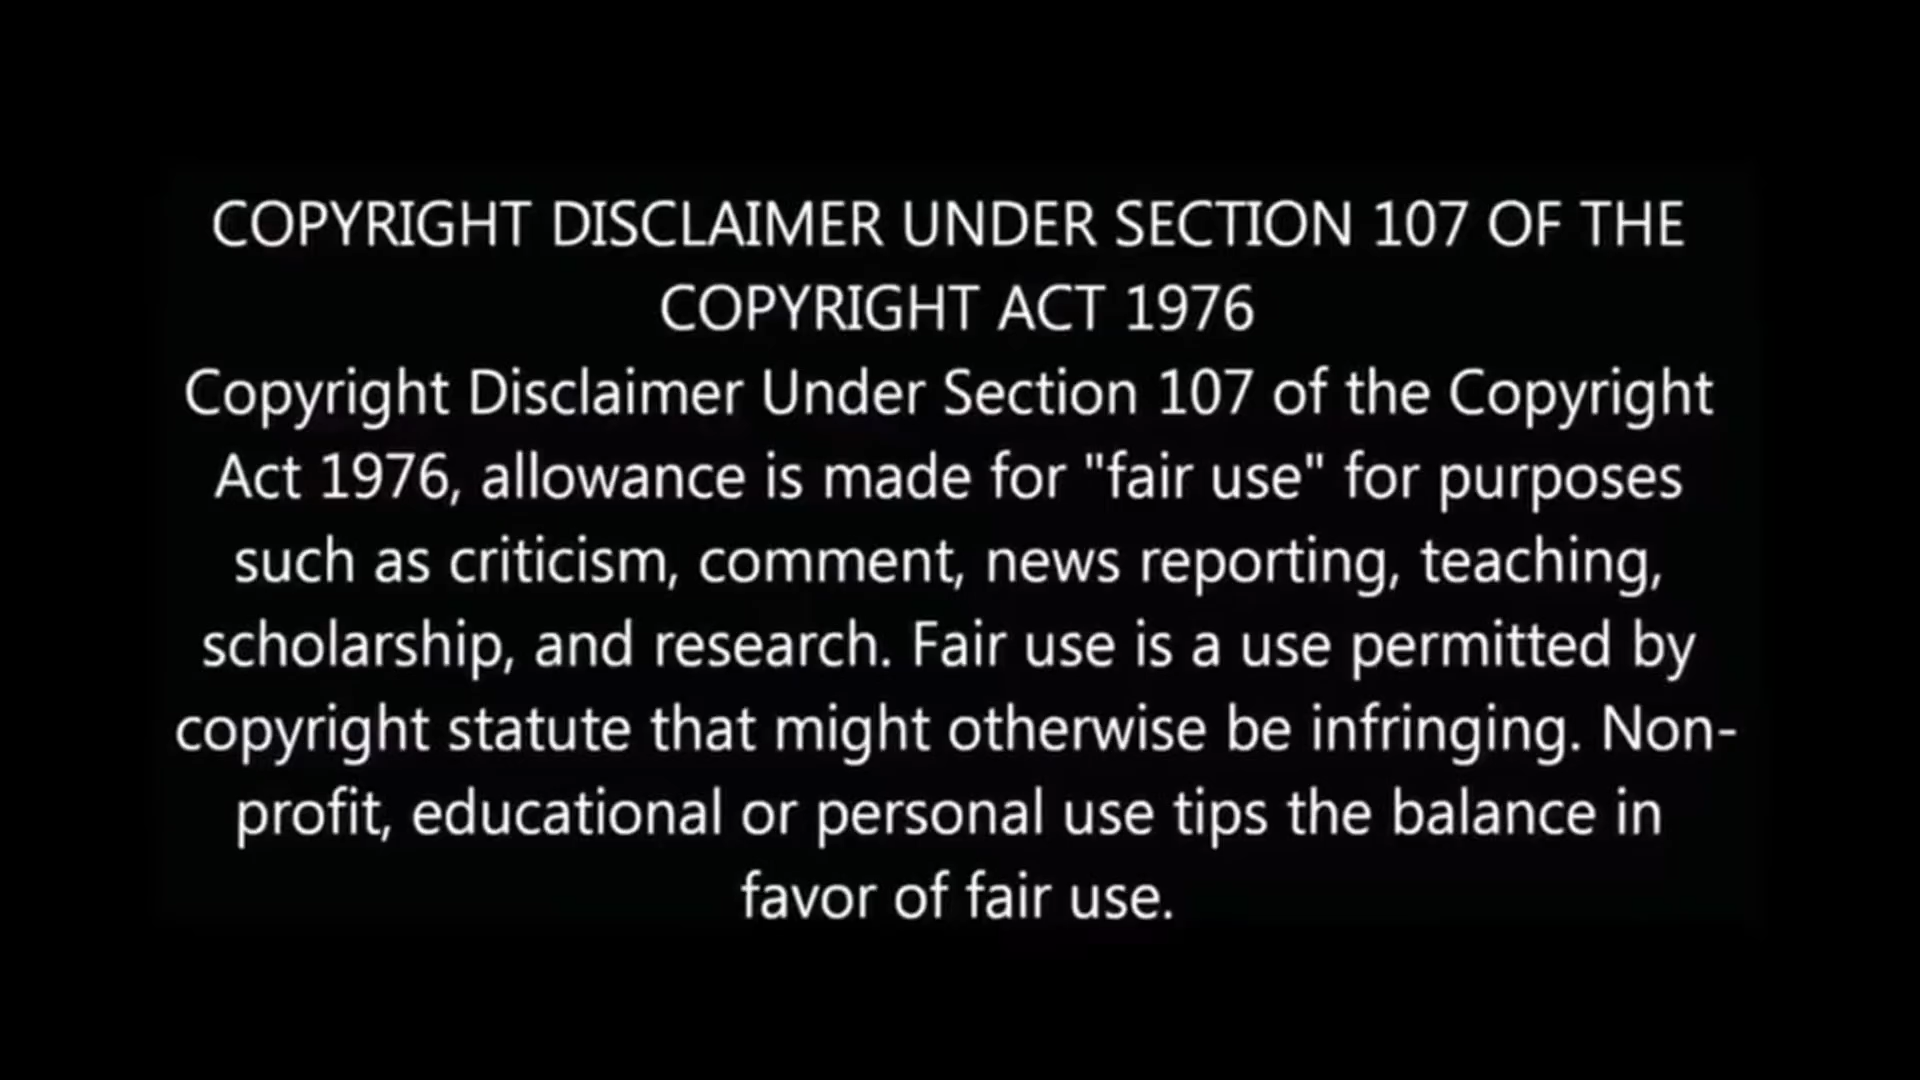 COPYRIGHT DISCLAIMER UNDER SECTION 107 OF THE
COPYRIGHT ACT 1976
Copyright Disclaimer Under Section 107 of the Copyright
Act 1976, allowance is made for "fair use" for purposes
such as criticism, comment, news reporting, teaching,
scholarship, and research. Fair use is a use permitted by
copyright statute that might otherwise be infringing. Non-
profit, educational or personal use tips the balance in
favor of fair use.